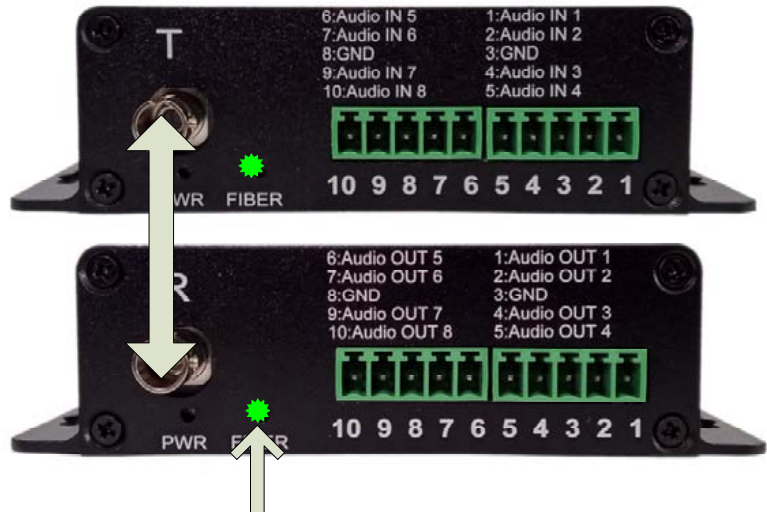 T
6:Audio IN 5
7:Audio IN 6
8:GND
9:Audio IN 7
10:Audio IN 8
1:Audio IN 1
2:Audio IN 2
3:GND
4:Audio IN 3
5:Audio IN 4
WR FIBER
10 9 8 7 6 5 4 3 2 1
R
6:Audio OUT 5
7:Audio OUT 6
8:GND
9:Audio OUT 7
10:Audio OUT 8
1:Audio OUT 1
2:Audio OUT 2
3:GND
4:Audio OUT 3
5:Audio OUT 4
PWR
10 9 8 7 6 5 4 3 2 1